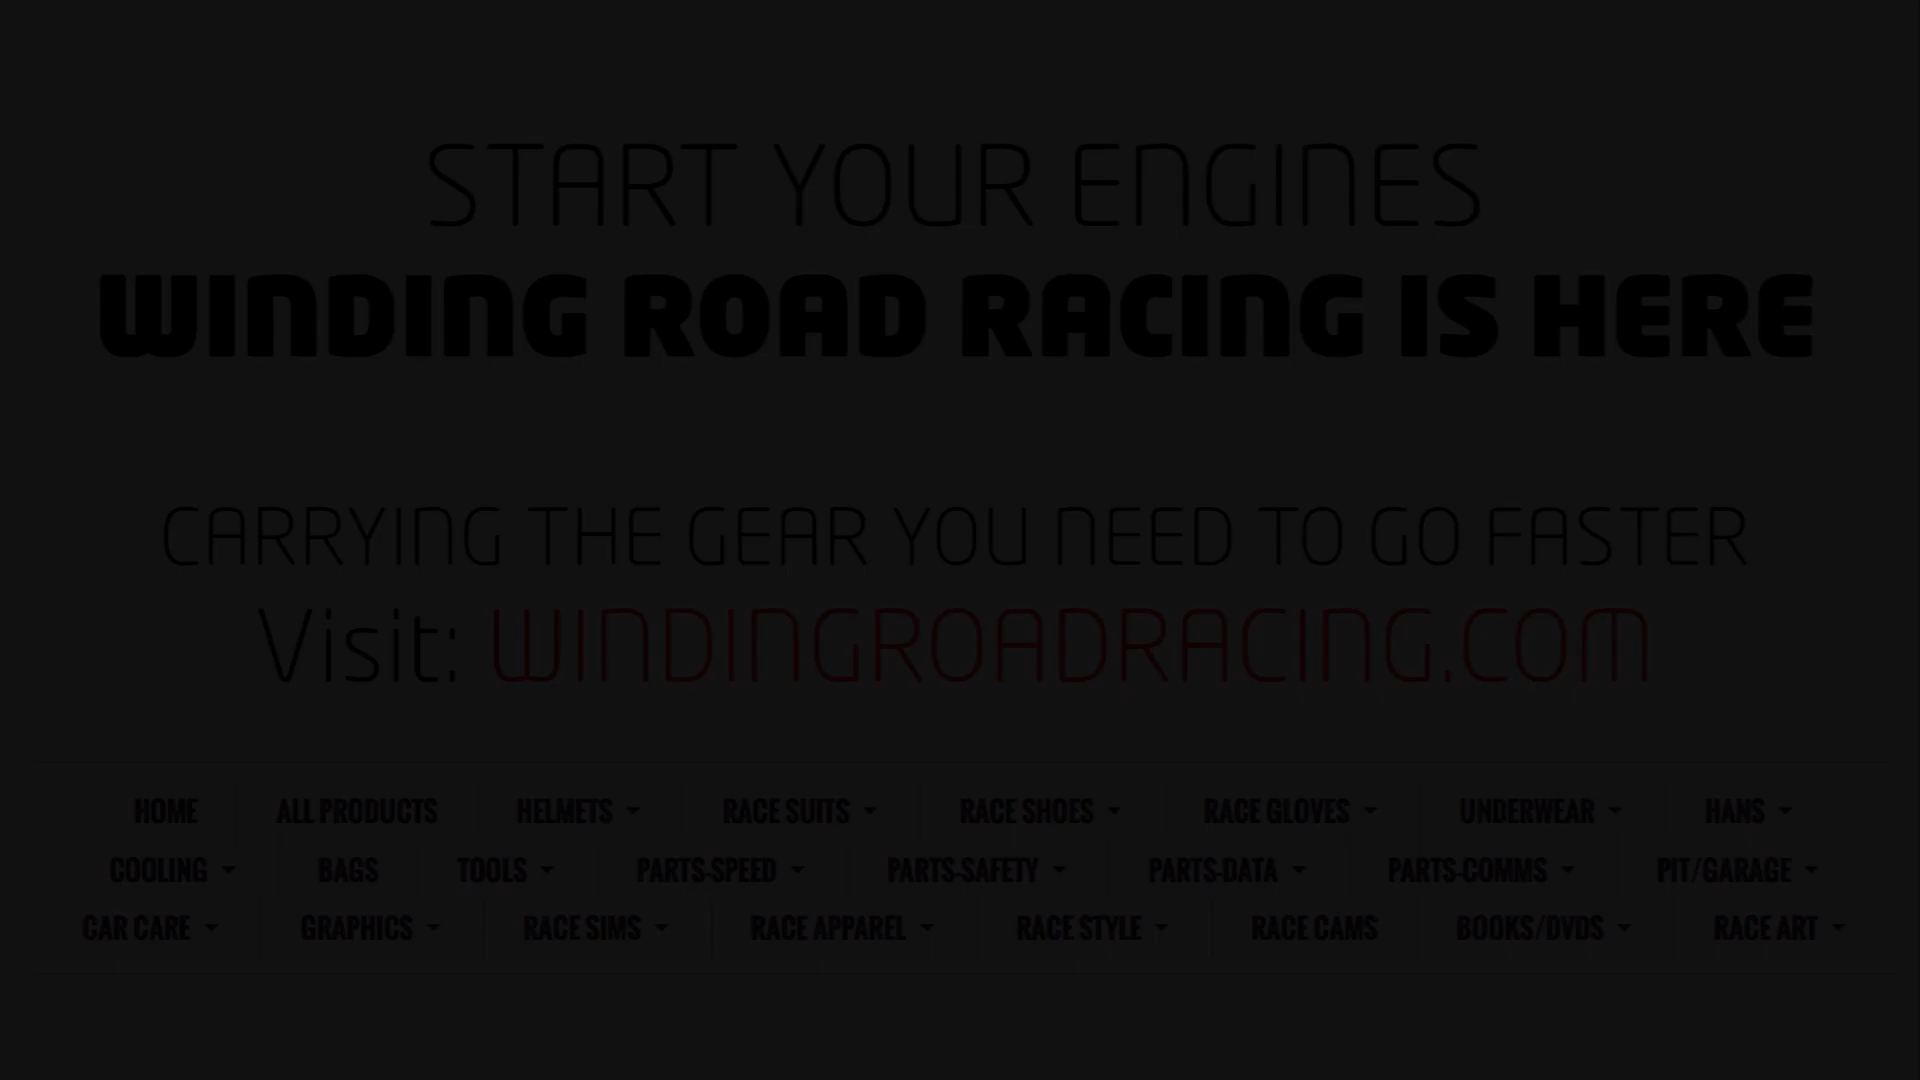 START YOUR ENGINES
WINDING ROAD RACING IS HERE
CARRYING THE GEAR YOU NEED TO GO FASTER
Visit: WINDINGROADRACING.COM
HOME ALL PRODUCTS HELMETS RACE SUITS RACE SHOES RACE GLOVES UNDERWEAR HANS
COOLING BAGS TOOLS PARTS-SPEED PARTS-SAFETY PARTS-DATA PARTS-COMMS PIT/GARAGE
CAR CARE GRAPHICS RACE SIMS RACE APPAREL RACE STYLE RACE CAMS BOOKS/DVDS RACE ART